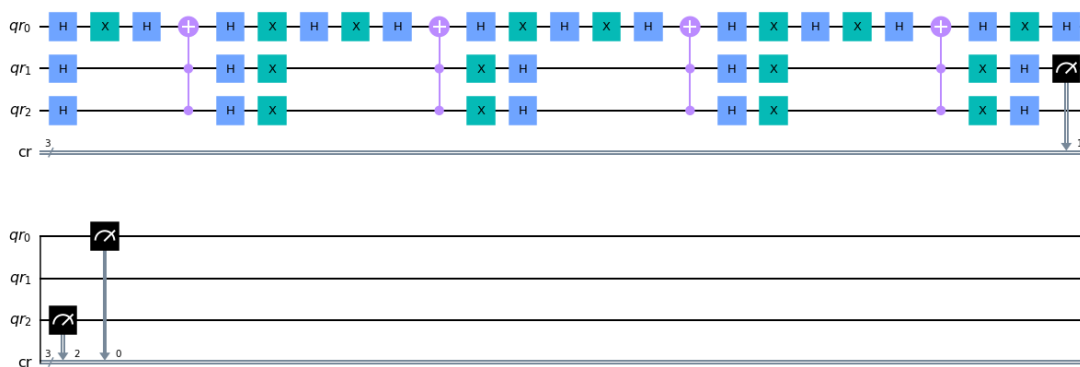 qr0 H X H + H X H X H + H X H X H + H X H X H + H X H
qr1 H H X X H H X X H
qr2 H H X X H H X X H
cr 3 1
qr0
qr1
qr2
cr 3 2 0